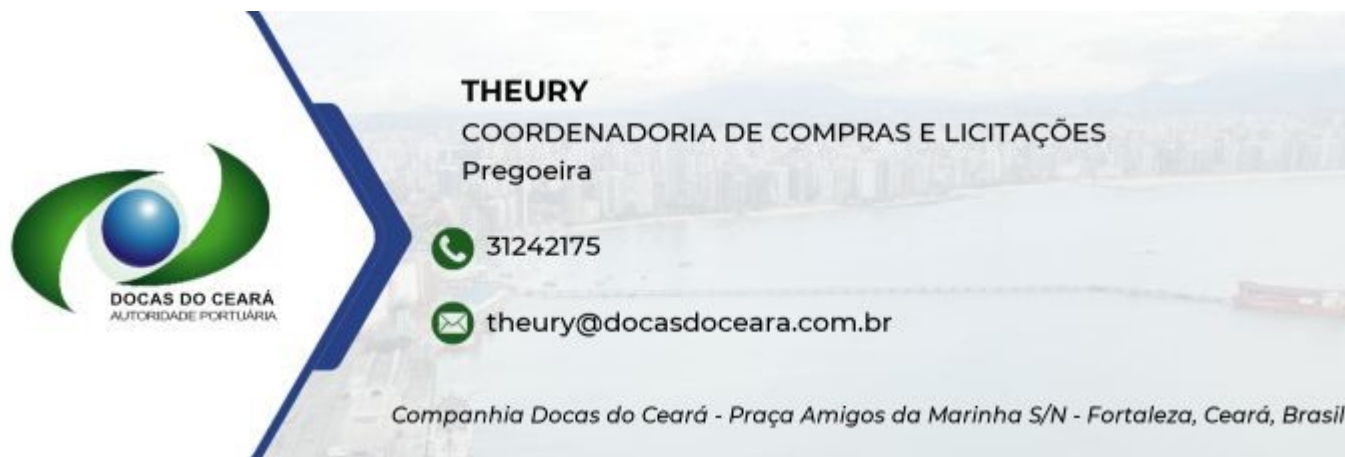 THEURY
COORDENADORIA DE COMPRAS E LICITAÇÕES
Pregoeira
31242175
theury@docasdoceara.com.br
DOCAS DO CEARÁ
AUTORIDADE PORTUÁRIA
Companhia Docas do Ceará - Praça Amigos da Marinha S/N - Fortaleza, Ceará, Brasil